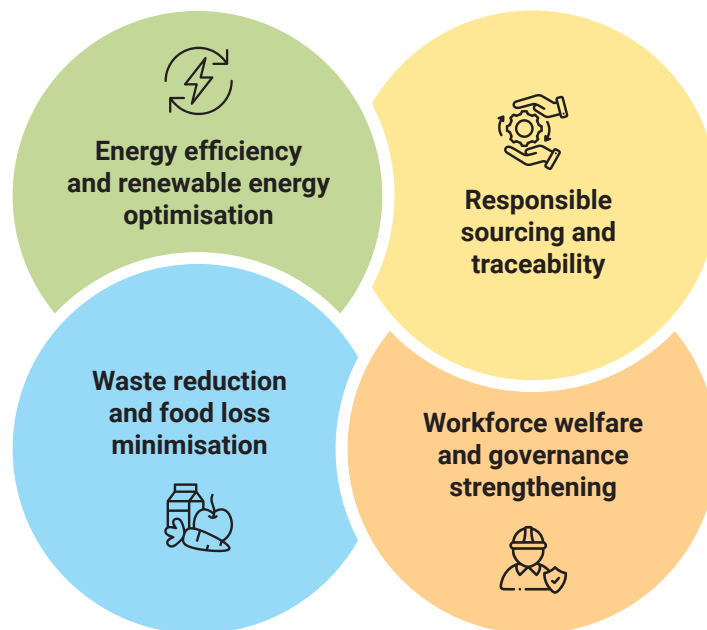 Energy efficiency
and renewable energy
optimisation
Responsible
sourcing and
traceability
Waste reduction
and food loss
minimisation
Workforce welfare
and governance
strengthening